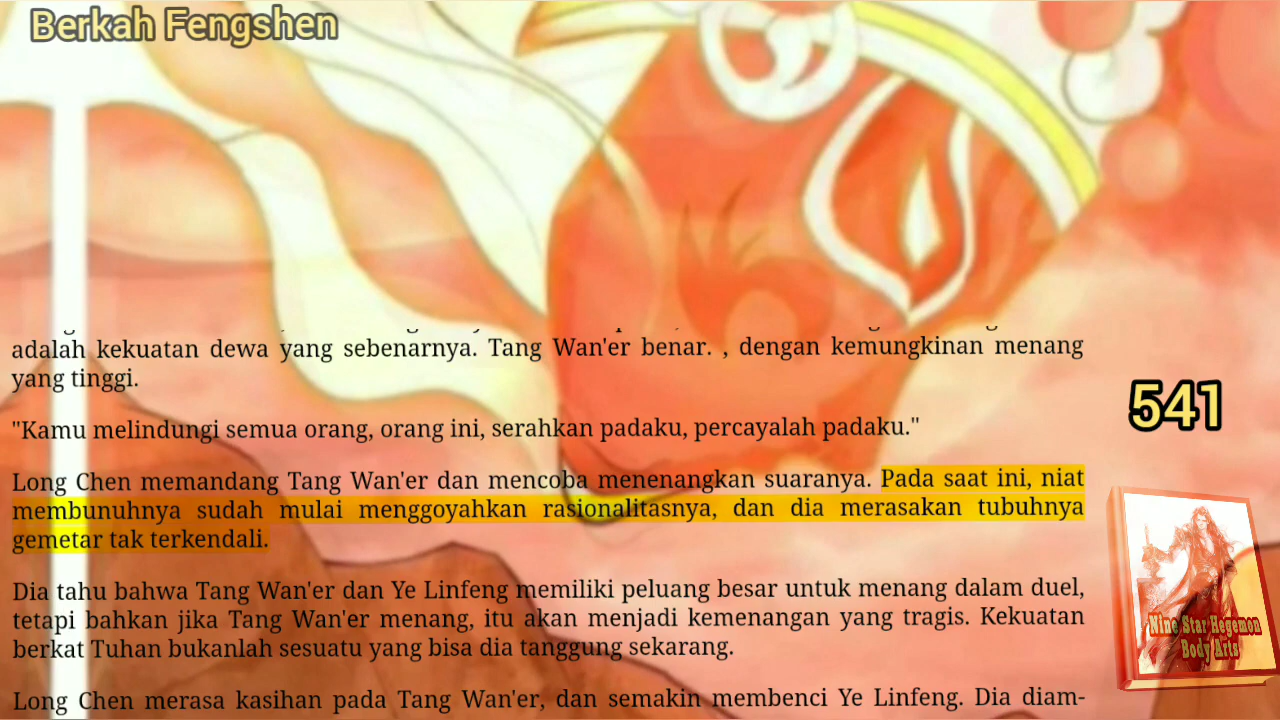 Berkah Fengshen
adalah kekuatan dewa yang sebenarnya. Tang Wan'er benar. , dengan kemungkinan menang
yang tinggi.
"Kamu melindungi semua orang, orang ini, serahkan padaku, percayalah padaku."
541
Long Chen memandang Tang Wan'er dan mencoba menenangkan suaranya. Pada saat ini, niat
membunuhnya sudah mulai menggoyahkan rasionalitasnya, dan dia merasakan tubuhnya
gemetar tak terkendali.
Dia tahu bahwa Tang Wan'er dan Ye Linfeng memiliki peluang besar untuk menang dalam duel,
tetapi bahkan jika Tang Wan'er menang, itu akan menjadi kemenangan yang tragis. Kekuatan
berkat Tuhan bukanlah sesuatu yang bisa dia tanggung sekarang.
Long Chen merasa kasihan pada Tang Wan'er, dan semakin membenci Ye Linfeng. Dia diam-
Nine Star Hegemon
Body Arts